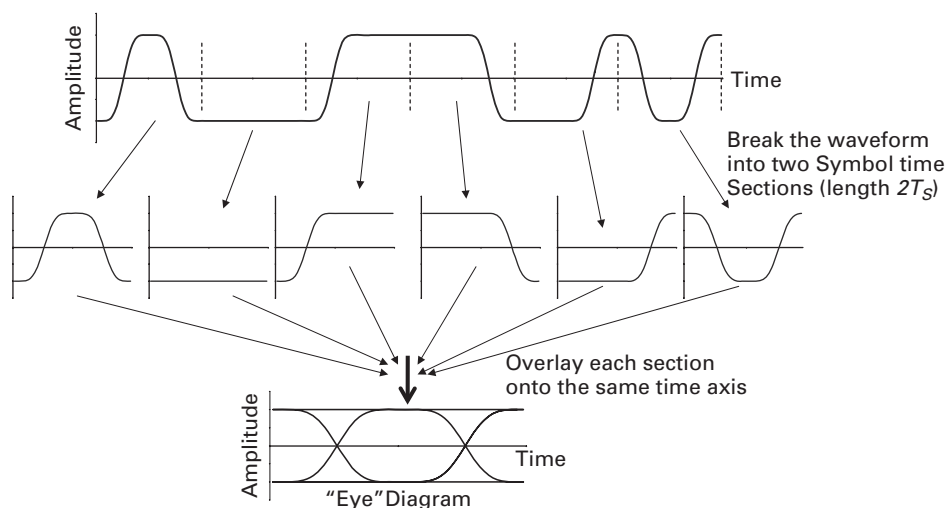 Amplitude
Time
Break the waveform
into two Symbol time
Sections (length 2T_S)
Overlay each section
onto the same time axis
Amplitude
Time
“Eye”Diagram